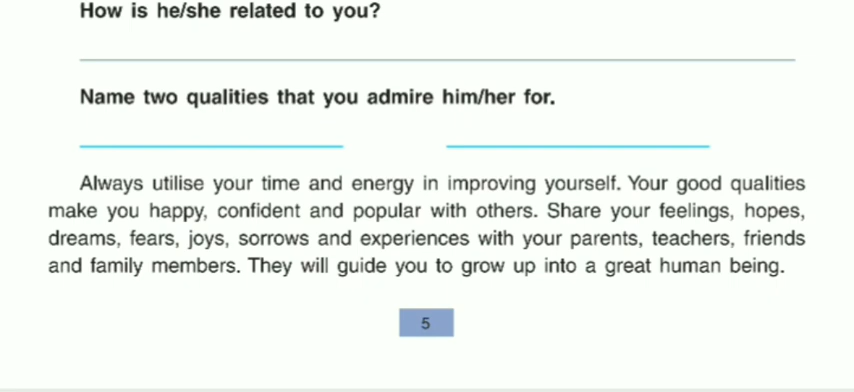 How is he/she related to you?
Name two qualities that you admire him/her for.
Always utilise your time and energy in improving yourself. Your good qualities
make you happy, confident and popular with others. Share your feelings, hopes,
dreams, fears, joys, sorrows and experiences with your parents, teachers, friends
and family members. They will guide you to grow up into a great human being.
5